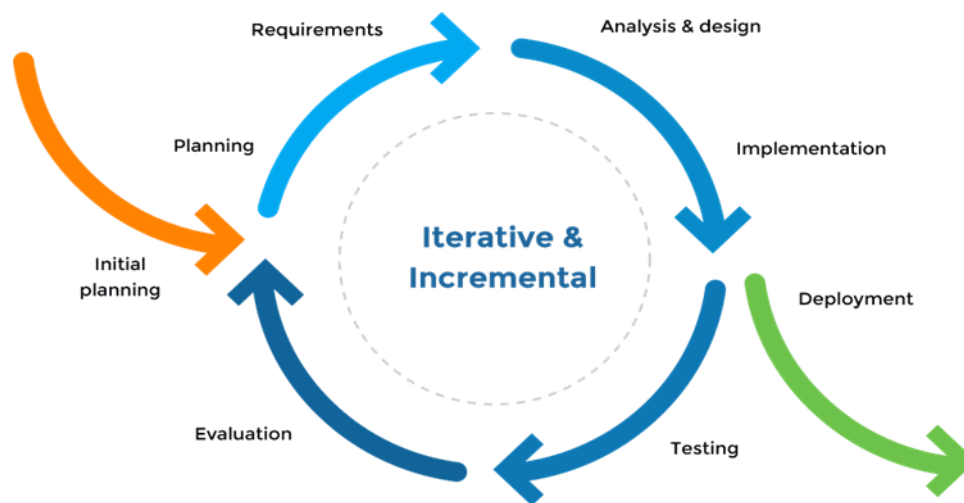 Requirements
Analysis & design
Planning
Implementation
Iterative &
Incremental
Initial
planning
Deployment
Evaluation
Testing